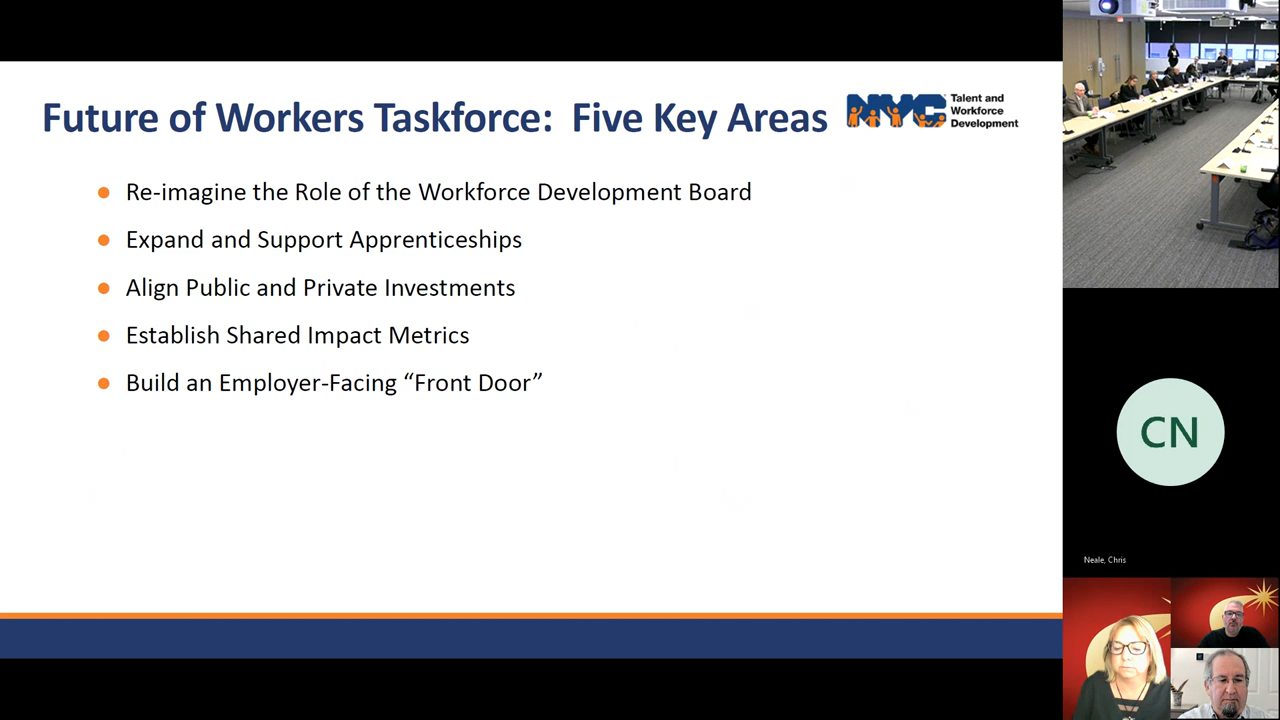 Future of Workers Taskforce: Five Key Areas
NYC
Talent and
Workforce
Development
Re-imagine the Role of the Workforce Development Board
Expand and Support Apprenticeships
Align Public and Private Investments
Establish Shared Impact Metrics
Build an Employer-Facing “Front Door”
CN
Neale, Chris